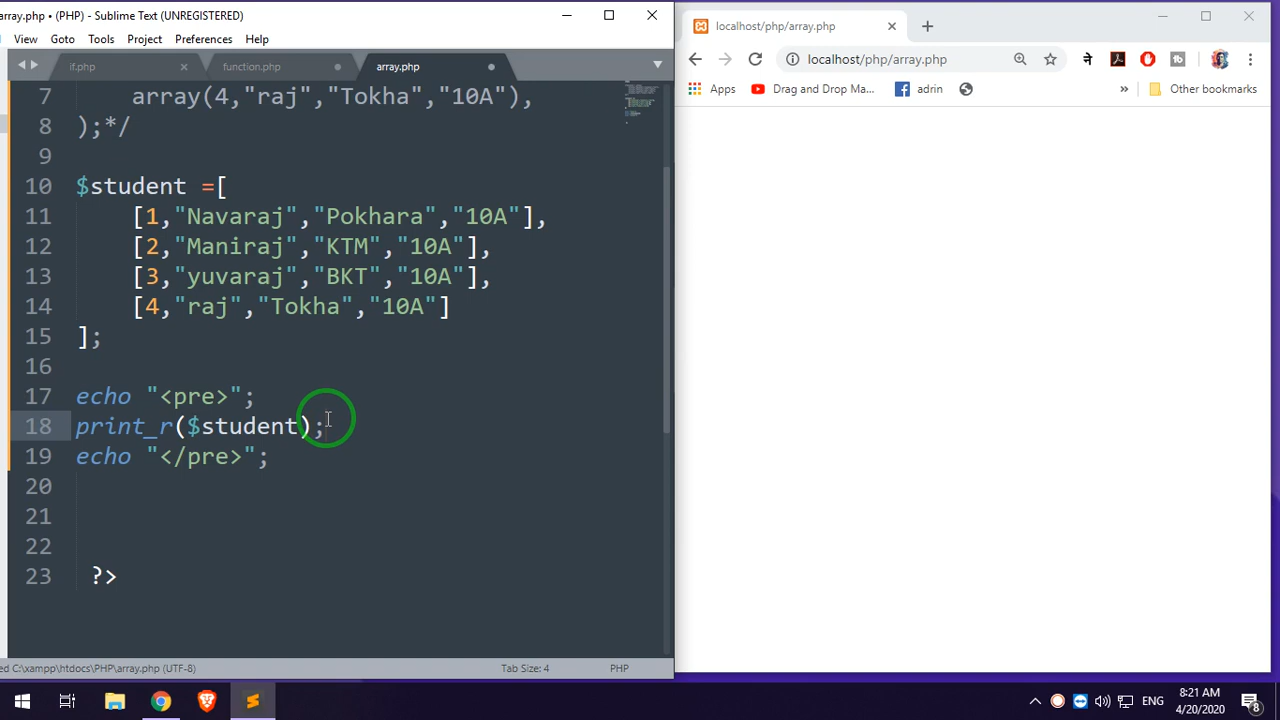 array.php • (PHP) - Sublime Text (UNREGISTERED)
View Goto Tools Project Preferences Help
if.php function.php array.php
7 array(4,"raj","Tokha","10A"),
8 );*/
9
10 $student =[
11 [1,"Navaraj","Pokhara","10A"],
12 [2,"Maniraj","KTM","10A"],
13 [3,"yuvaraj","BKT","10A"],
14 [4,"raj","Tokha","10A"]
15 ];
16
17 echo "<pre>";
18 print_r($student);
19 echo "</pre>";
20
21
22
23 ?>
ed C:\xampp\htdocs\PHP\array.php (UTF-8) Tab Size: 4 PHP
localhost/php/array.php
localhost/php/array.php
Apps Drag and Drop Ma... adrin » Other bookmarks
ENG
8:21 AM
4/20/2020
8